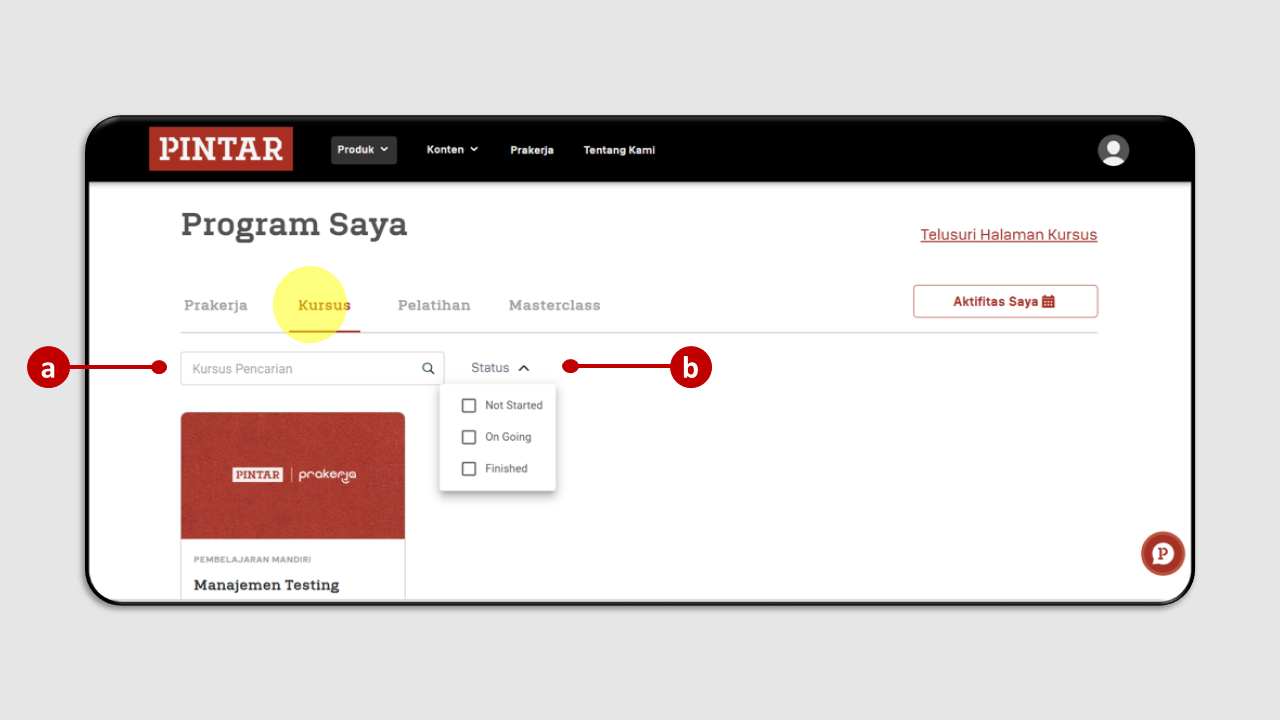 PINTAR
Produk
Konten
Prakerja
Tentang Kami
Program Saya
Telusuri Halaman Kursus
Prakerja
Kursus
Pelatihan
Masterclass
Aktifitas Saya
a
Kursus Pencarian
Status
b
Not Started
On Going
Finished
PINTAR | prakerja
PEMBELAJARAN MANDIRI
Manajemen Testing
P